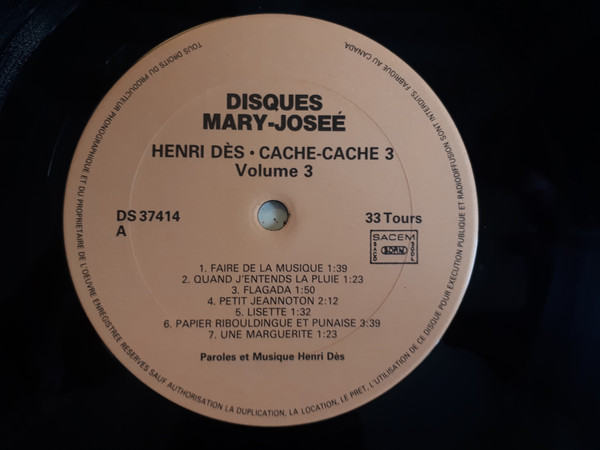 DISQUES
MARY-JOSEÉ
HENRI DÈS • CACHE-CACHE 3
Volume 3
DS 37414
A
33 Tours
SACEM
SACD
SDRM
SGDL
1. FAIRE DE LA MUSIQUE 1:39
2. QUAND J'ENTENDS LA PLUIE 1:23
3. FLAGADA 1:50
4. PETIT JEANNOTON 2:12
5. LISETTE 1:32
6. PAPIER RIBOULDINGUE ET PUNAISE 3:39
7. UNE MARGUERITE 1:23
Paroles et Musique Henri Dès
TOUS DROITS DU PRODUCTEUR PHONOGRAPHIQUE ET DU PROPRIETAIRE DE L'OEUVRE ENREGISTREE RESERVES SAUF AUTORISATION LA DUPLICATION, LA LOCATION, LE PRET, L'UTILISATION DE CE DISQUE POUR EXECUTION PUBLIQUE ET RADIODIFFUSION SONT INTERDITS FABRIQUE AU CANADA.